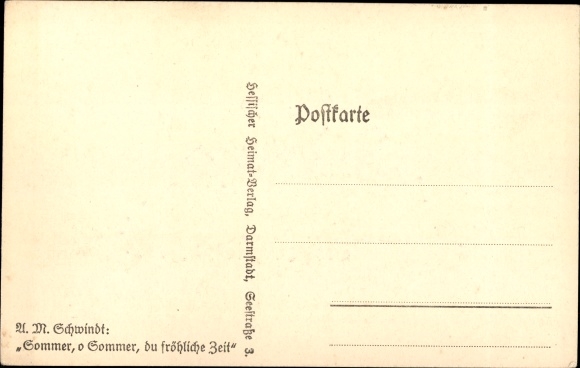 Postkarte
Hessischer Heimat-Verlag, Darmstadt, Seestraße 3.
A. M. Schwindt:
„Sommer, o Sommer, du fröhliche Zeit“